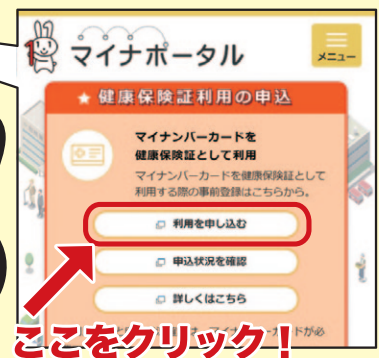 マイナポータル
メニュー
★ 健康保険証利用の申込
マイナンバーカードを
健康保険証として利用
マイナンバーカードを健康保険証として
利用する際の事前登録はこちらから。
利用を申し込む
申込状況を確認
詳しくはこちら
ここをクリック！